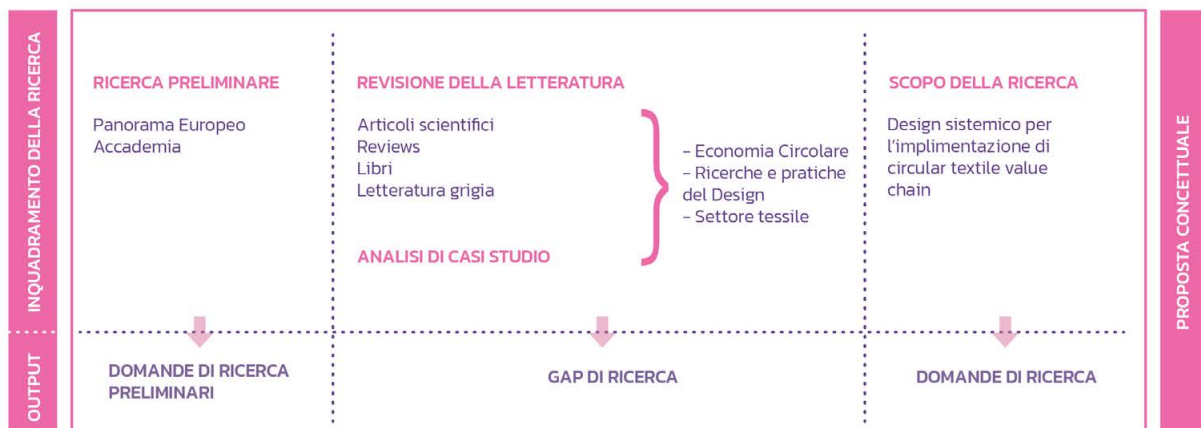 INQUADRAMENTO DELLA RICERCA
RICERCA PRELIMINARE
Panorama Europeo
Accademia
REVISIONE DELLA LETTERATURA
Articoli scientifici
Reviews
Libri
Letteratura grigia
ANALISI DI CASI STUDIO
- Economia Circolare
- Ricerche e pratiche
del Design
- Settore tessile
SCOPO DELLA RICERCA
Design sistemico per
l'implimentazione di
circular textile value
chain
OUTPUT
DOMANDE DI RICERCA
PRELIMINARI
GAP DI RICERCA
DOMANDE DI RICERCA
PROPOSTA CONCETTUALE